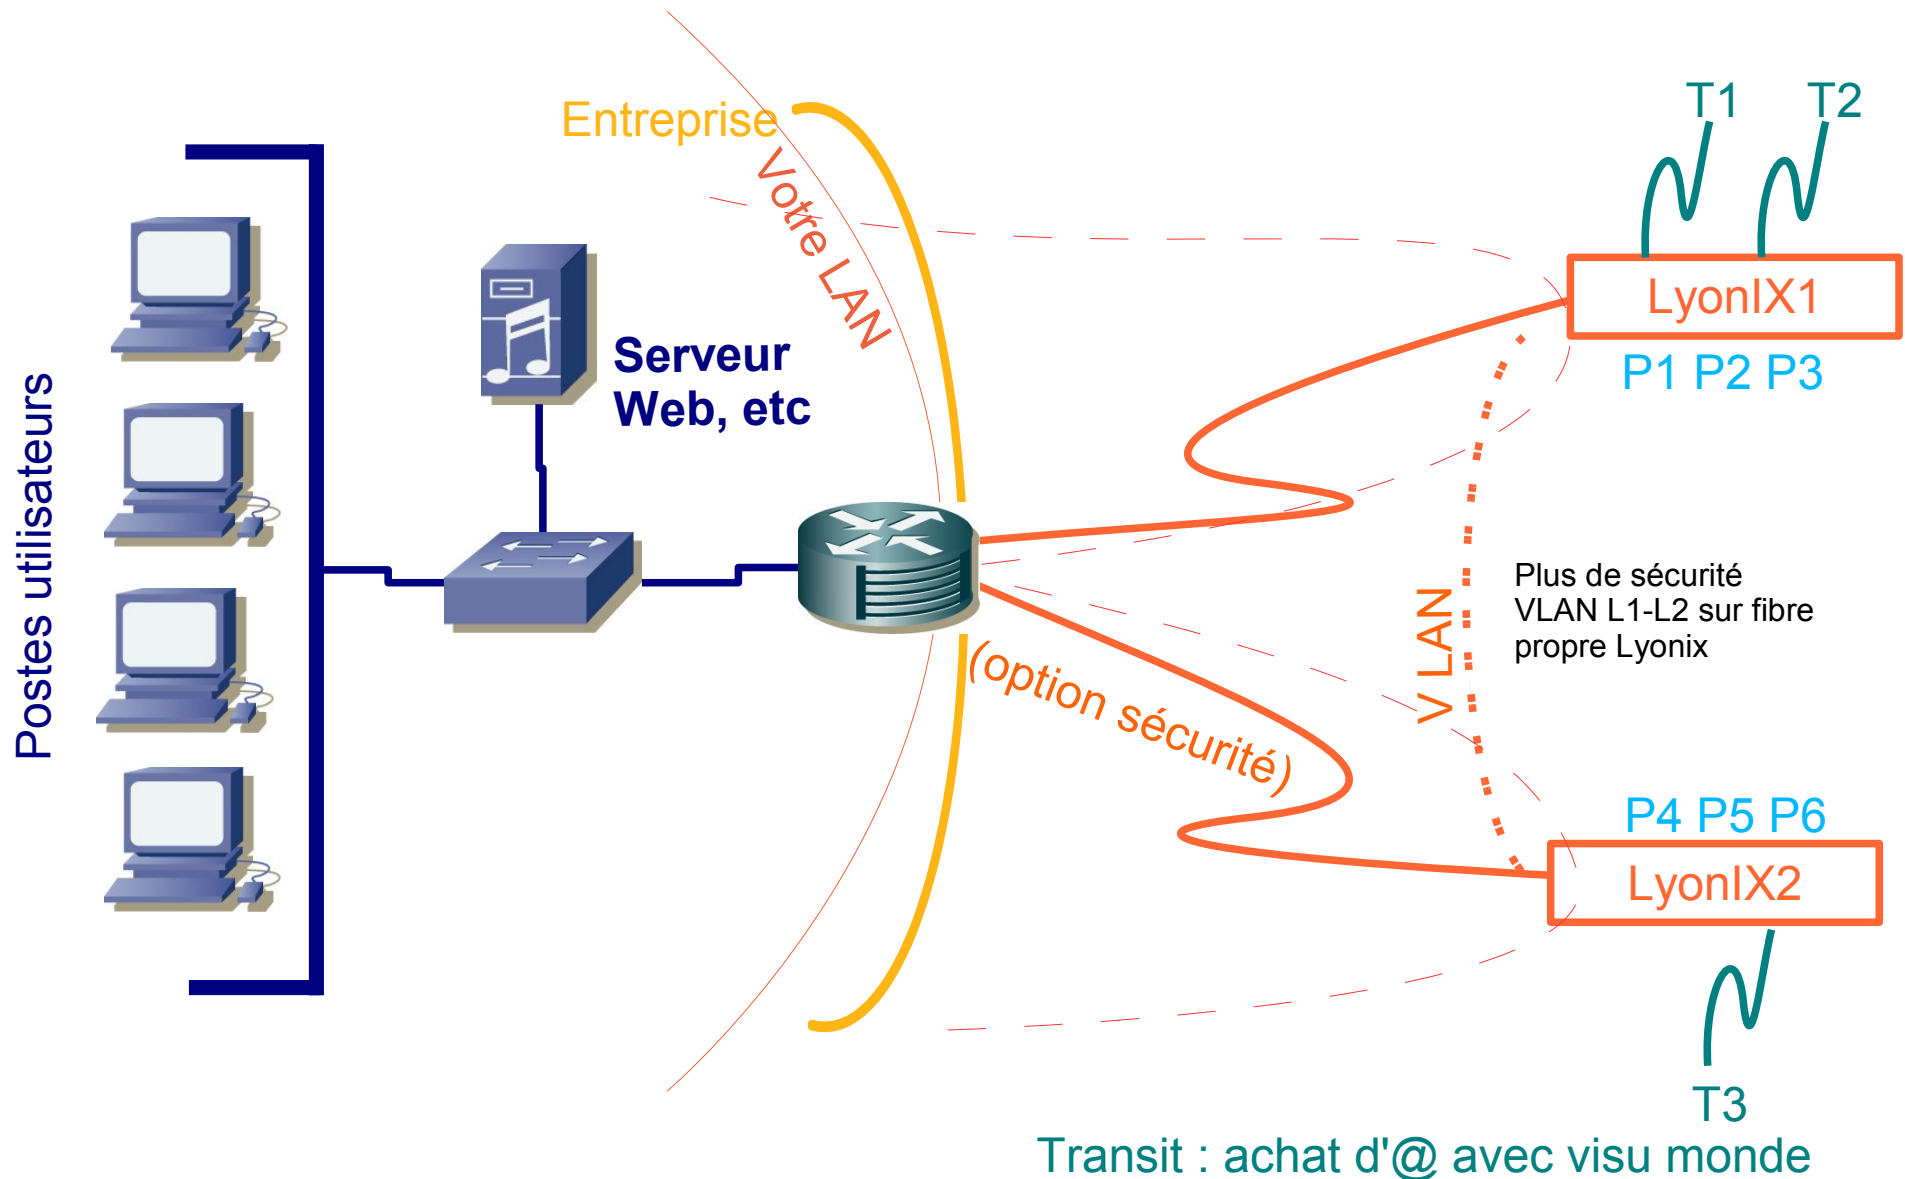 T1 T2
Entreprise
Votre LAN
LyonIX1
P1 P2 P3
Serveur
Web, etc
Postes utilisateurs
Plus de sécurité
VLAN L1-L2 sur fibre
propre Lyonix
V LAN
(option sécurité)
P4 P5 P6
LyonIX2
T3
Transit : achat d'@ avec visu monde